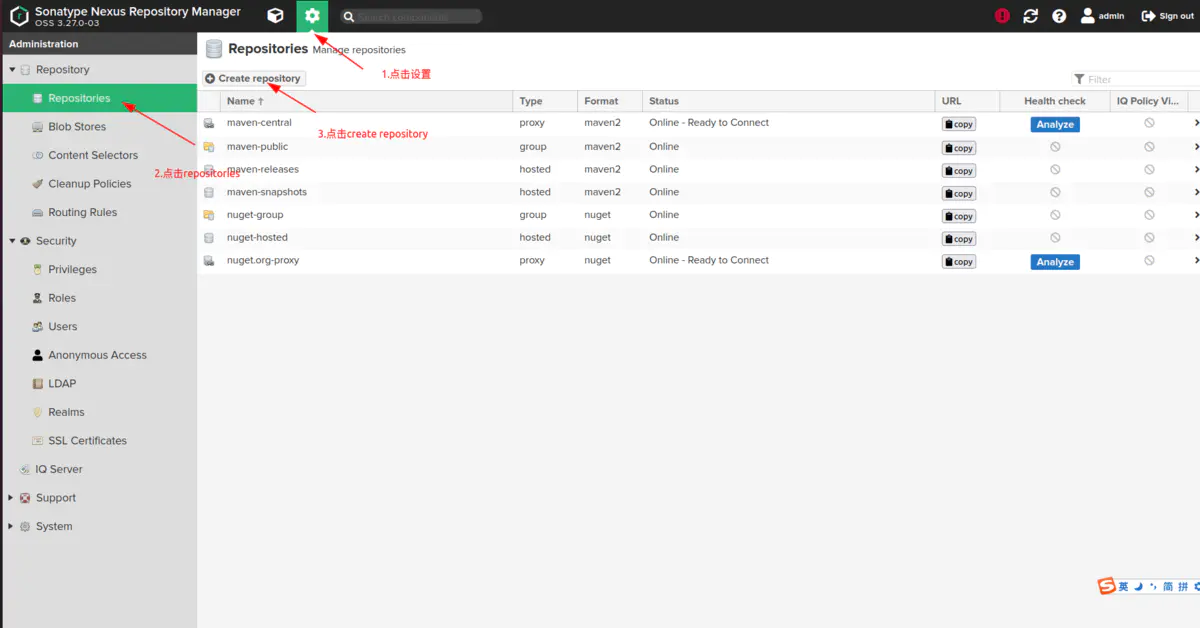 Sonatype Nexus Repository Manager
OSS 3.27.0-03
Search components
admin
Sign out
Administration
Repository
Repositories
Blob Stores
Content Selectors
Cleanup Policies
Routing Rules
Security
Privileges
Roles
Users
Anonymous Access
LDAP
Realms
SSL Certificates
IQ Server
Support
System
Repositories Manage repositories
1.点击设置
Create repository
Filter
3.点击create repository
2.点击repositories
Name ↑ Type Format Status URL Health check IQ Policy Vi...
maven-central proxy maven2 Online - Ready to Connect copy Analyze
maven-public group maven2 Online copy
maven-releases hosted maven2 Online copy
maven-snapshots hosted maven2 Online copy
nuget-group group nuget Online copy
nuget-hosted hosted nuget Online copy
nuget.org-proxy proxy nuget Online - Ready to Connect copy Analyze
英 简 拼